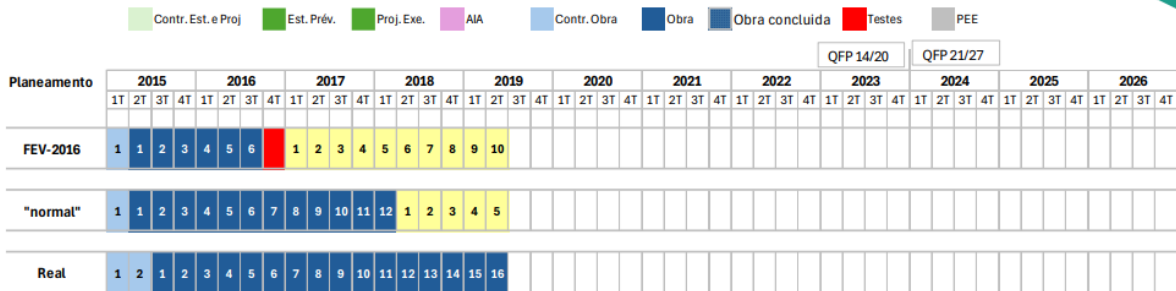 Contr. Est. e Proj Est. Prév. Proj. Exe. AIA Contr. Obra Obra Obra concluida Testes PEE
QFP 14/20 QFP 21/27
Planeamento 2015 2016 2017 2018 2019 2020 2021 2022 2023 2024 2025 2026
1T 2T 3T 4T 1T 2T 3T 4T 1T 2T 3T 4T 1T 2T 3T 4T 1T 2T 3T 4T 1T 2T 3T 4T 1T 2T 3T 4T 1T 2T 3T 4T 1T 2T 3T 4T 1T 2T 3T 4T 1T 2T 3T 4T 1T 2T 3T 4T
FEV-2016 1 1 2 3 4 5 6 1 2 3 4 5 6 7 8 9 10
"normal" 1 1 2 3 4 5 6 7 8 9 10 11 12 1 2 3 4 5
Real 1 2 1 2 3 4 5 6 7 8 9 10 11 12 13 14 15 16